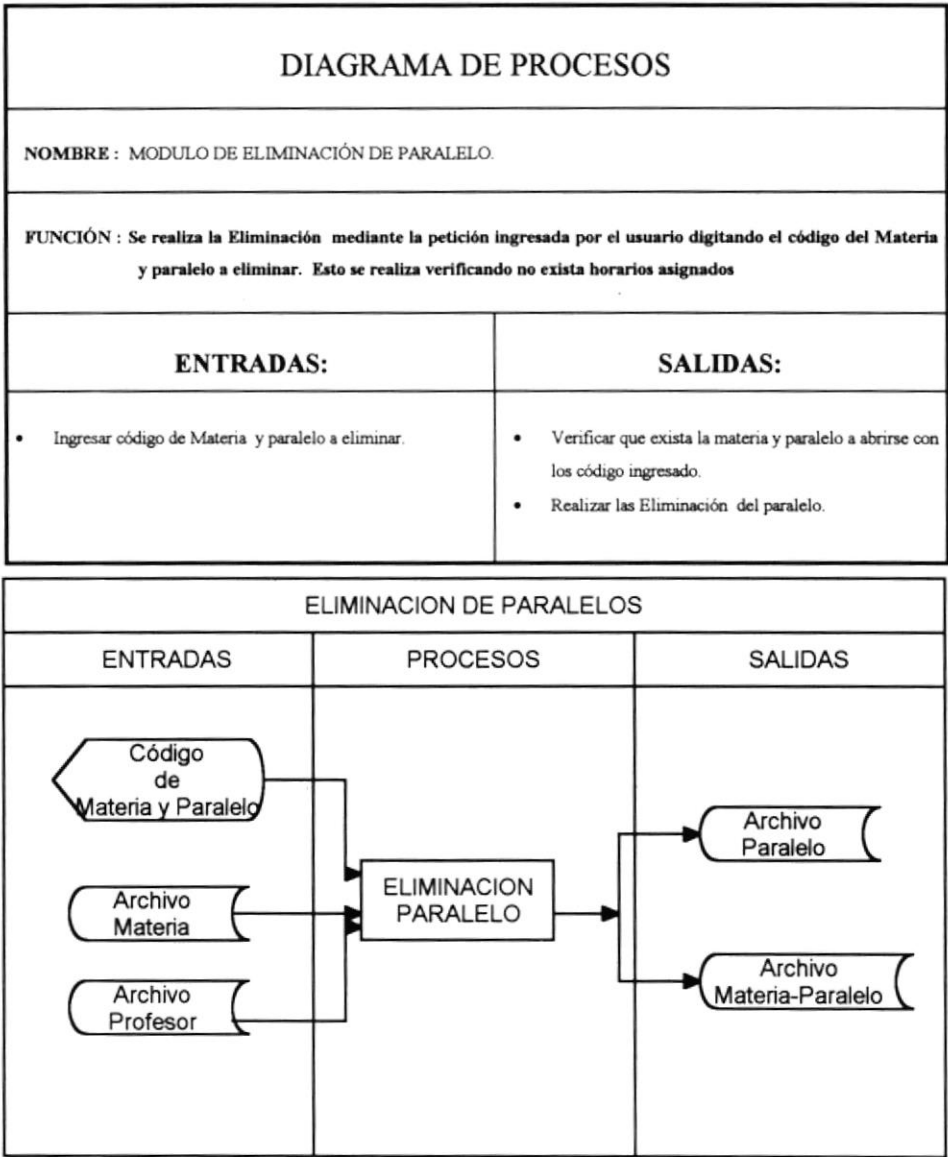 DIAGRAMA DE PROCESOS
NOMBRE : MODULO DE ELIMINACIÓN DE PARALELO.
FUNCIÓN : Se realiza la Eliminación mediante la petición ingresada por el usuario digitando el código del Materia
y paralelo a eliminar. Esto se realiza verificando no exista horarios asignados
ENTRADAS:
SALIDAS:
• Ingresar código de Materia y paralelo a eliminar.
• Verificar que exista la materia y paralelo a abrirse con
los código ingresado.
• Realizar las Eliminación del paralelo.
ELIMINACION DE PARALELOS
ENTRADAS
PROCESOS
SALIDAS
Código
de
Materia y Paralelo
Archivo
Materia
Archivo
Profesor
ELIMINACION
PARALELO
Archivo
Paralelo
Archivo
Materia-Paralelo